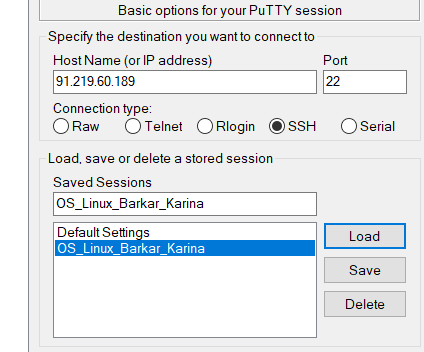 Basic options for your PuTTY session
Specify the destination you want to connect to
Host Name (or IP address) Port
91.219.60.189 22
Connection type:
Raw Telnet Rlogin SSH Serial
Load, save or delete a stored session
Saved Sessions
OS_Linux_Barkar_Karina
Default Settings Load
OS_Linux_Barkar_Karina
Save
Delete